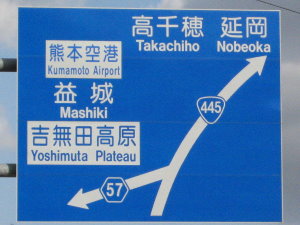 高千穂 延岡
Takachiho Nobeoka
熊本空港
Kumamoto Airport
益城
Mashiki
吉無田高原
Yoshimuta Plateau
445
57